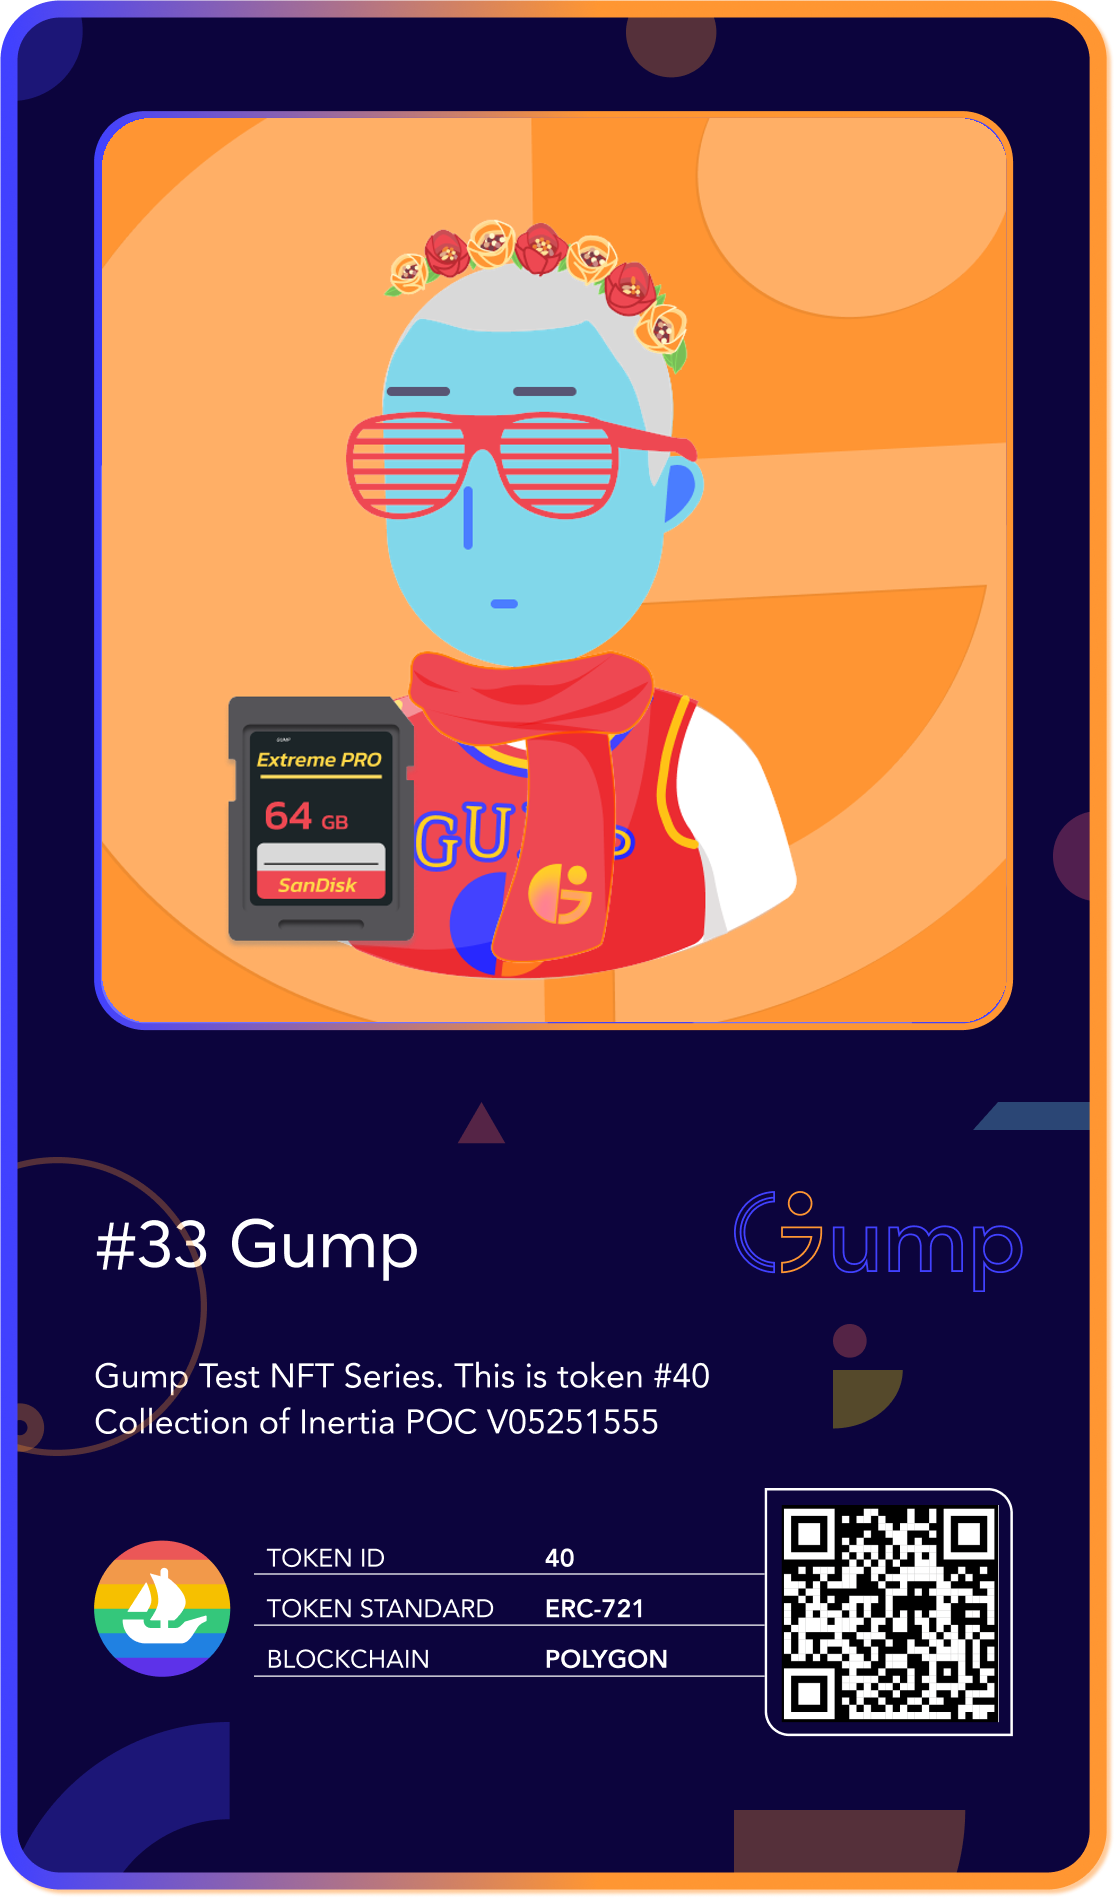 GUMP
Extreme PRO
64 GB
SanDisk
GU
#33 Gump
Gump
Gump Test NFT Series. This is token #40
Collection of Inertia POC V05251555
TOKEN ID 40
TOKEN STANDARD ERC-721
BLOCKCHAIN POLYGON